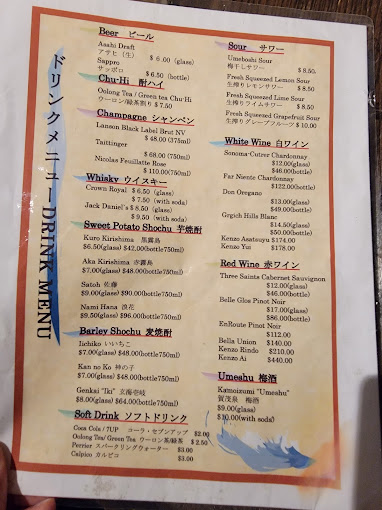 ドリンクメニューDRINK MENU
Beer ビール
Asahi Draft
アサヒ（生） $ 6.00 (glass)
Sappro
サッポロ $ 6.50 (bottle)
Chu-Hi 酎ハイ
Oolong Tea / Green tea Chu-Hi
ウーロン/緑茶割り $ 7.50
Champagne シャンペン
Lanson Black Label Brut NV
$ 48.00 (375ml)
Taittinger
$ 68.00 (750ml)
Nicolas Feuillatte Rose
$ 110.00(750ml)
Whisky ウイスキー
Crown Royal $ 6.50 (glass)
$ 7.50 (with soda)
Jack Daniel's $ 8.50 (glass)
$ 9.50 (with soda)
Sweet Potato Shochu 芋焼酎
Kuro Kirishima 黒霧島
$6.50(glass) $42.00(bottle750ml)
Aka Kirishima 赤霧島
$7.00(glass) $48.00(bottle750ml)
Satoh 佐藤
$9.00(glass) $90.00(bottle750ml)
Nami Hana 浪花
$9.50(glass) $96.00(bottle750ml)
Barley Shochu 麦焼酎
Iichiko いいちこ
$7.00(glass) $48.00(bottle750ml)
Kan no Ko 神の子
$7.00(glass) $48.00(bottle 750ml)
Genkai "Iki" 玄海壱岐
$8.00(glass) $64.00(bottle750ml)
Soft Drink ソフトドリンク
Coca Cola / 7UP コーラ・セブンアップ $2.00
Oolong Tea/ Green Tea ウーロン茶/緑茶 $ 2.50
Perrier スパークリングウォーター $3.00
Calpico カルピコ $3.00
Sour サワー
Umeboshi Sour
梅干しサワー $ 8.50
Fresh Squeezed Lemon Sour
生搾りレモンサワー $ 8.50
Fresh Squeezed Lime Sour
生搾りライムサワー $ 8.50
Fresh Squeezed Grapefruit Sour
生搾りグレープフルーツ $ 10.00
White Wine 白ワイン
Sonoma-Cutrer Chardonnay
$12.00(glass)
$46.00(bottle)
Far Niente Chardonnay
$122.00(bottle)
Don Oregano
$13.00(glass)
$49.00(bottle)
Grgich Hills Blanc
$14.50(glass)
$50.00(bottle)
Kenzo Asatsuyu $174.00
Kenzo Yui $178.00
Red Wine 赤ワイン
Three Saints Cabernet Sauvignon
$12.00(glass)
$46.00(bottle)
Belle Glos Pinot Noir
$17.00(glass)
$86.00(bottle)
EnRoute Pinot Noir
$112.00
Bella Union $140.00
Kenzo Rindo $210.00
Kenzo Ai $440.00
Umeshu 梅酒
Kamoizumi "Umeshu"
賀茂泉 梅酒
$9.00(glass)
$10.00(with soda)